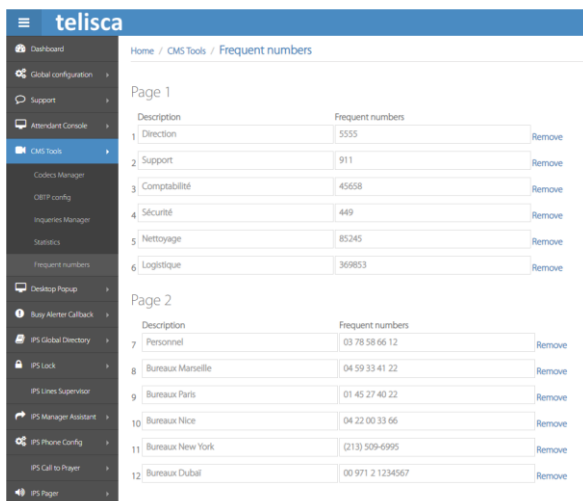 telisca
Dashboard
Global configuration
Support
Attendant Console
CMS Tools
Codecs Manager
OBTP config
Inqueries Manager
Statistics
Frequent numbers
Desktop Popup
Busy Alerter Callback
IPS Global Directory
IPS Lock
IPS Lines Supervisor
IPS Manager Assistant
IPS Phone Config
IPS Call to Prayer
IPS Pager
Home / CMS Tools / Frequent numbers
Page 1
Description Frequent numbers
1 Direction 5555 Remove
2 Support 911 Remove
3 Comptabilité 45658 Remove
4 Sécurité 449 Remove
5 Nettoyage 85245 Remove
6 Logistique 369853 Remove
Page 2
Description Frequent numbers
7 Personnel 03 78 58 66 12 Remove
8 Bureaux Marseille 04 59 33 41 22 Remove
9 Bureaux Paris 01 45 27 40 22 Remove
10 Bureaux Nice 04 22 00 33 66 Remove
11 Bureaux New York (213) 509-6995 Remove
12 Bureaux Dubaï 00 971 2 1234567 Remove